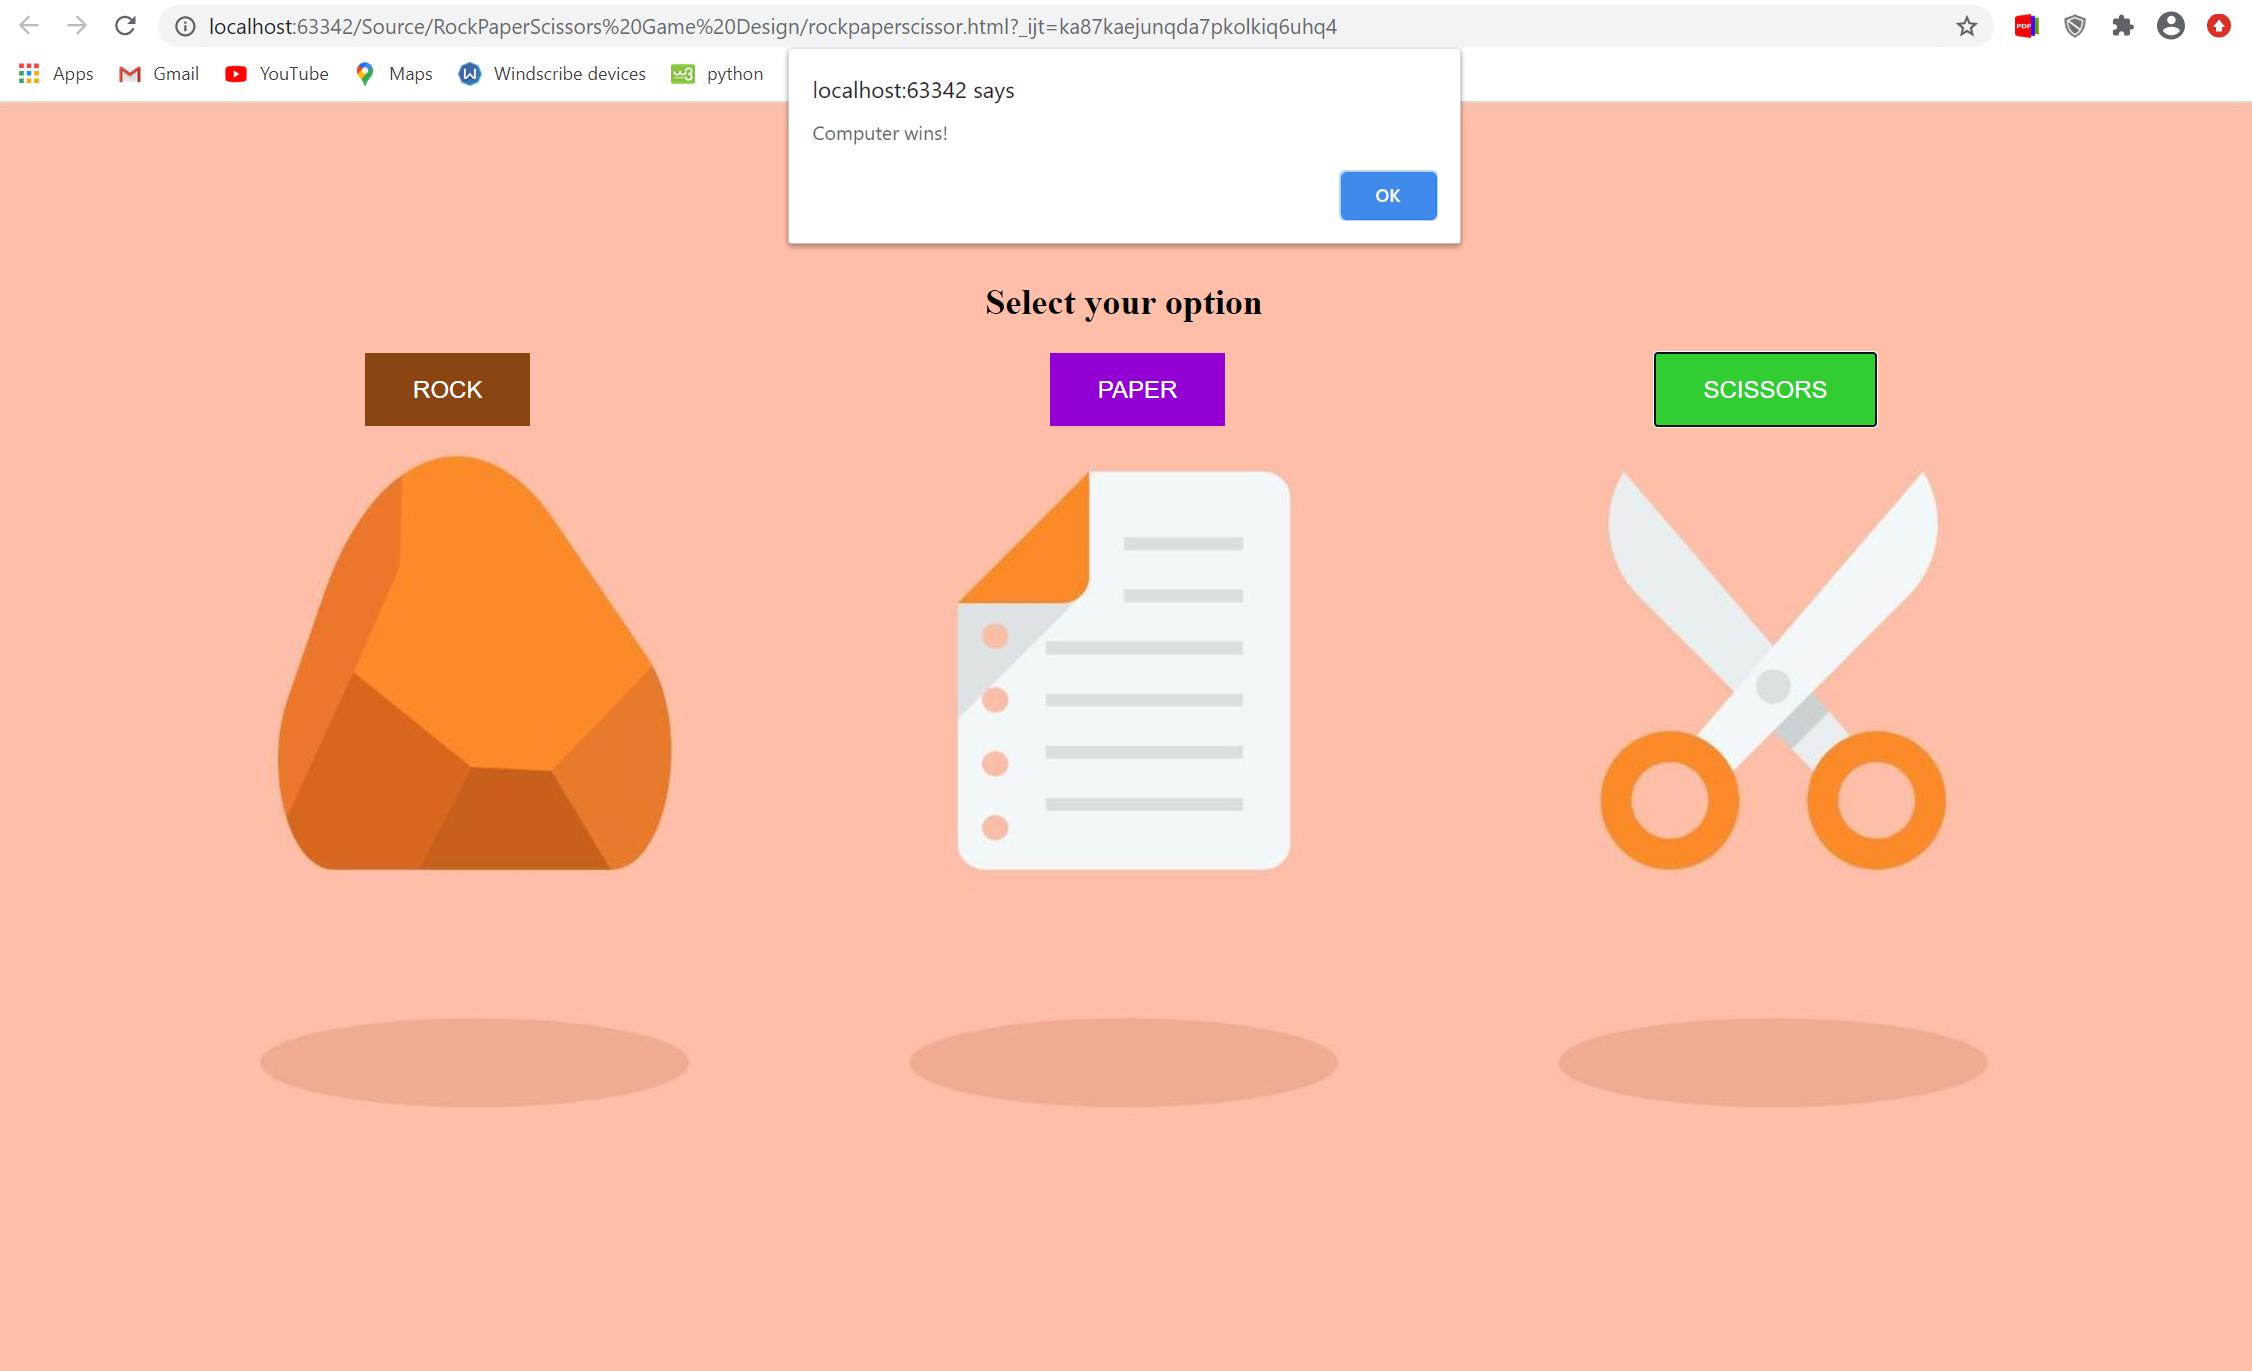 localhost:63342/Source/RockPaperScissors%20Game%20Design/rockpaperscissor.html?_ijt=ka87kaejunqda7pkolkiq6uhq4
PDF
Apps Gmail YouTube Maps Windscribe devices python
localhost:63342 says
Computer wins!
OK
Select your option
ROCK PAPER SCISSORS